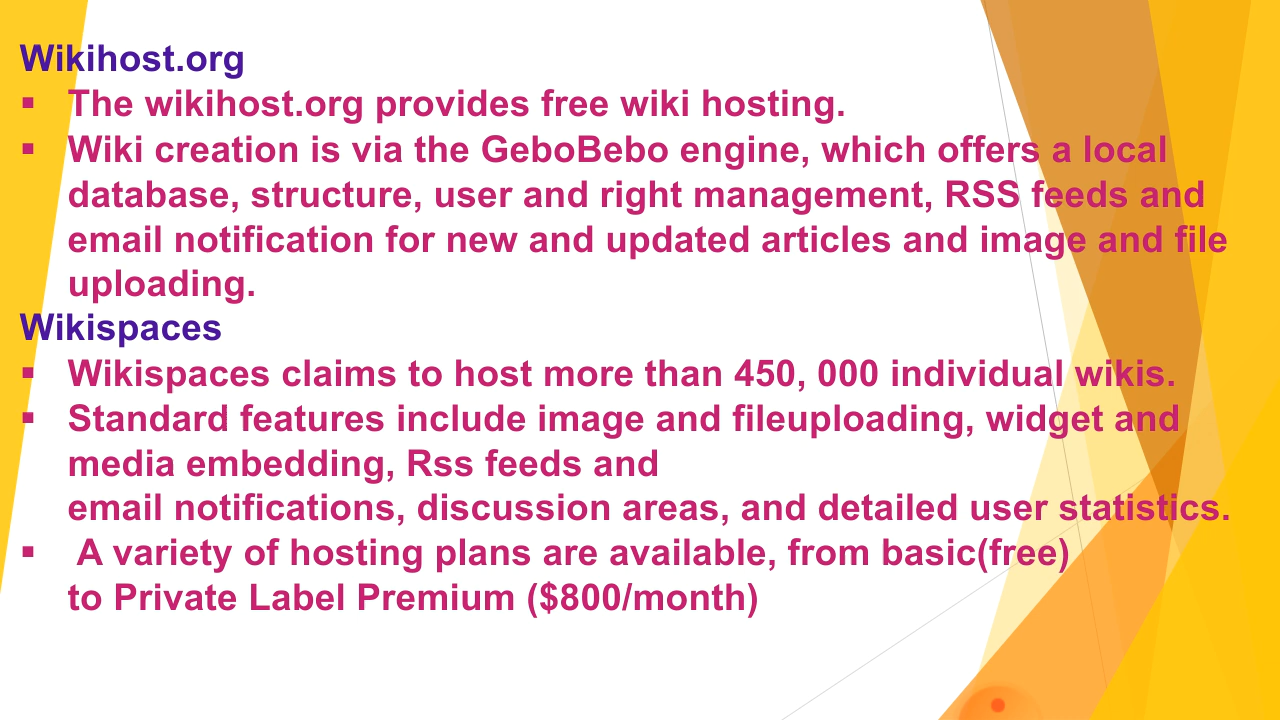 Wikihost.org
▪ The wikihost.org provides free wiki hosting.
▪ Wiki creation is via the GeboBebo engine, which offers a local
database, structure, user and right management, RSS feeds and
email notification for new and updated articles and image and file
uploading.
Wikispaces
▪ Wikispaces claims to host more than 450, 000 individual wikis.
▪ Standard features include image and fileuploading, widget and
media embedding, Rss feeds and
email notifications, discussion areas, and detailed user statistics.
▪ A variety of hosting plans are available, from basic(free)
to Private Label Premium ($800/month)